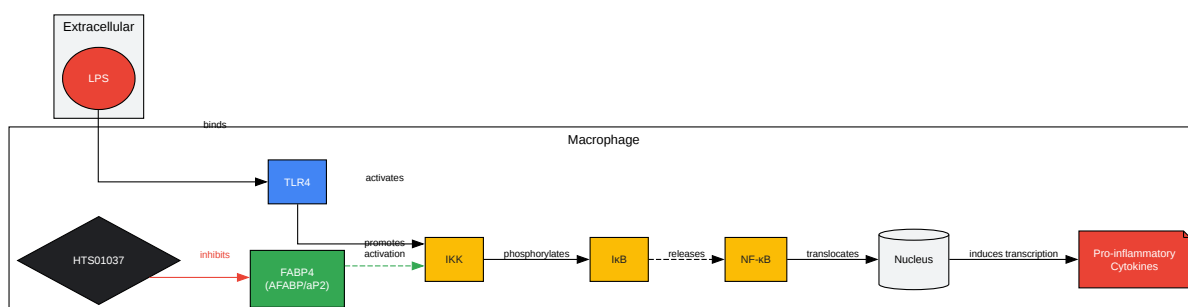 Extracellular
LPS
binds
Macrophage
TLR4
activates
HTS01037
inhibits
FABP4
(AFABP/aP2)
promotes
activation
IKK
phosphorylates
IκB
releases
NF-κB
translocates
Nucleus
induces transcription
Pro-inflammatory
Cytokines